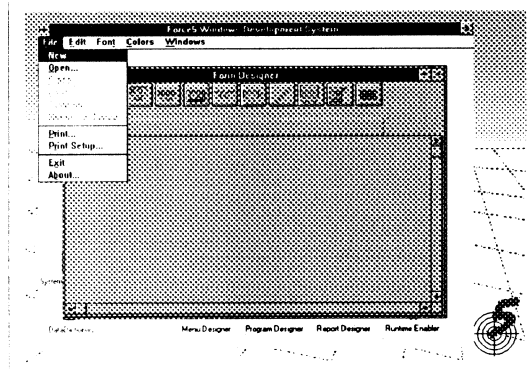 Force5 Windows Development System
File Edit Font Colors Windows
New
Open...
Print...
Print Setup...
Exit
About...
Form Designer
System
Menu Designer Program Designer Report Designer Runtime Enabler